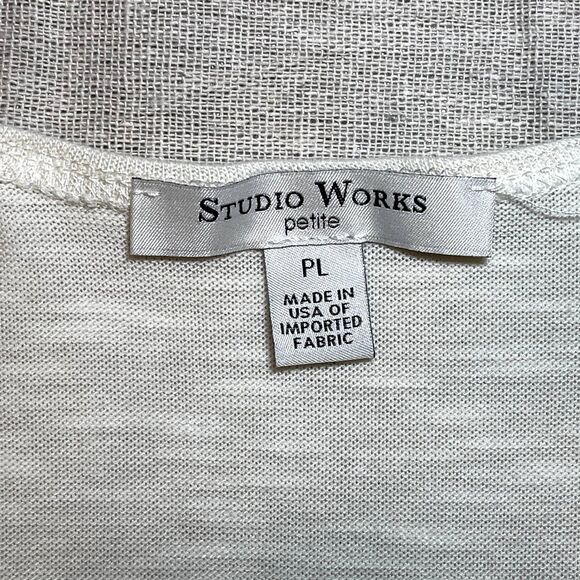 STUDIO WORKS
petite
PL
MADE IN
USA OF
IMPORTED
FABRIC